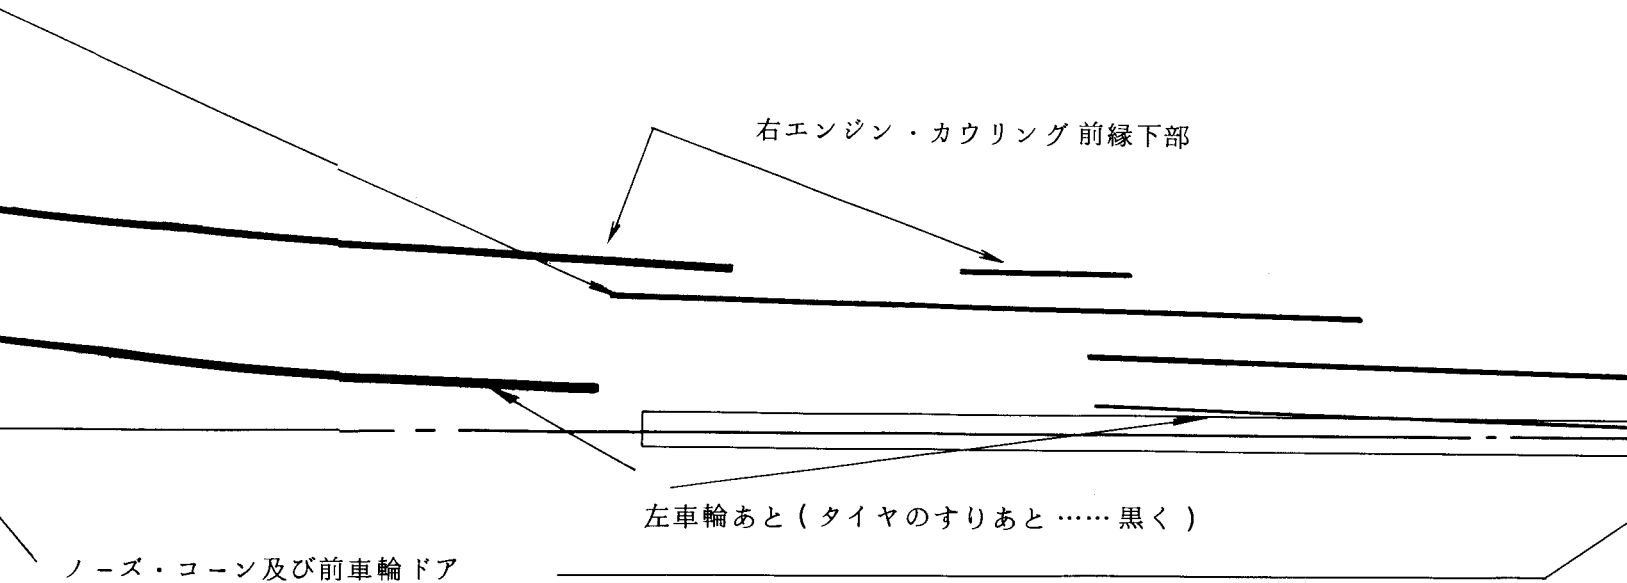 右エンジン・カウリング前縁下部
左車輪あと(タイヤのすりあと……黒く)
ノーズ・コーン及び前車輪ドア